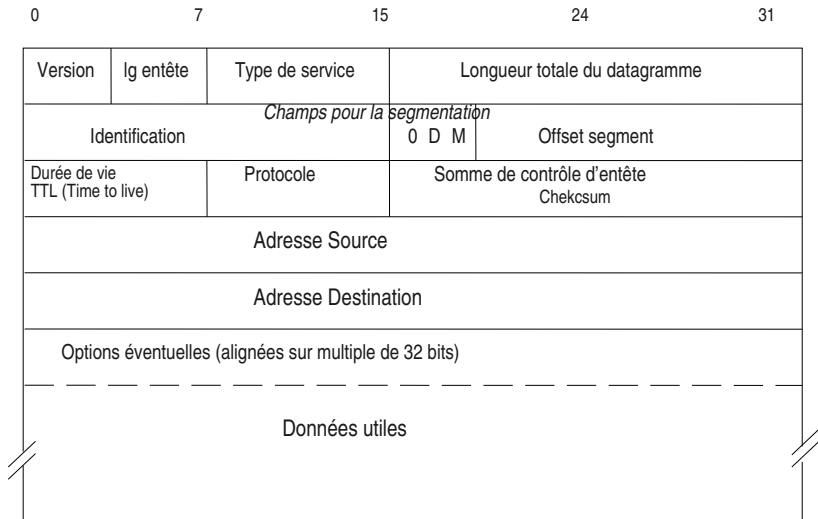 0 7 15 24 31
Version lg entête Type de service Longueur totale du datagramme
Champs pour la segmentation
Identification 0 D M Offset segment
Durée de vie Protocole Somme de contrôle d'entête
TTL (Time to live) Chekcsum
Adresse Source
Adresse Destination
Options éventuelles (alignées sur multiple de 32 bits)
Données utiles